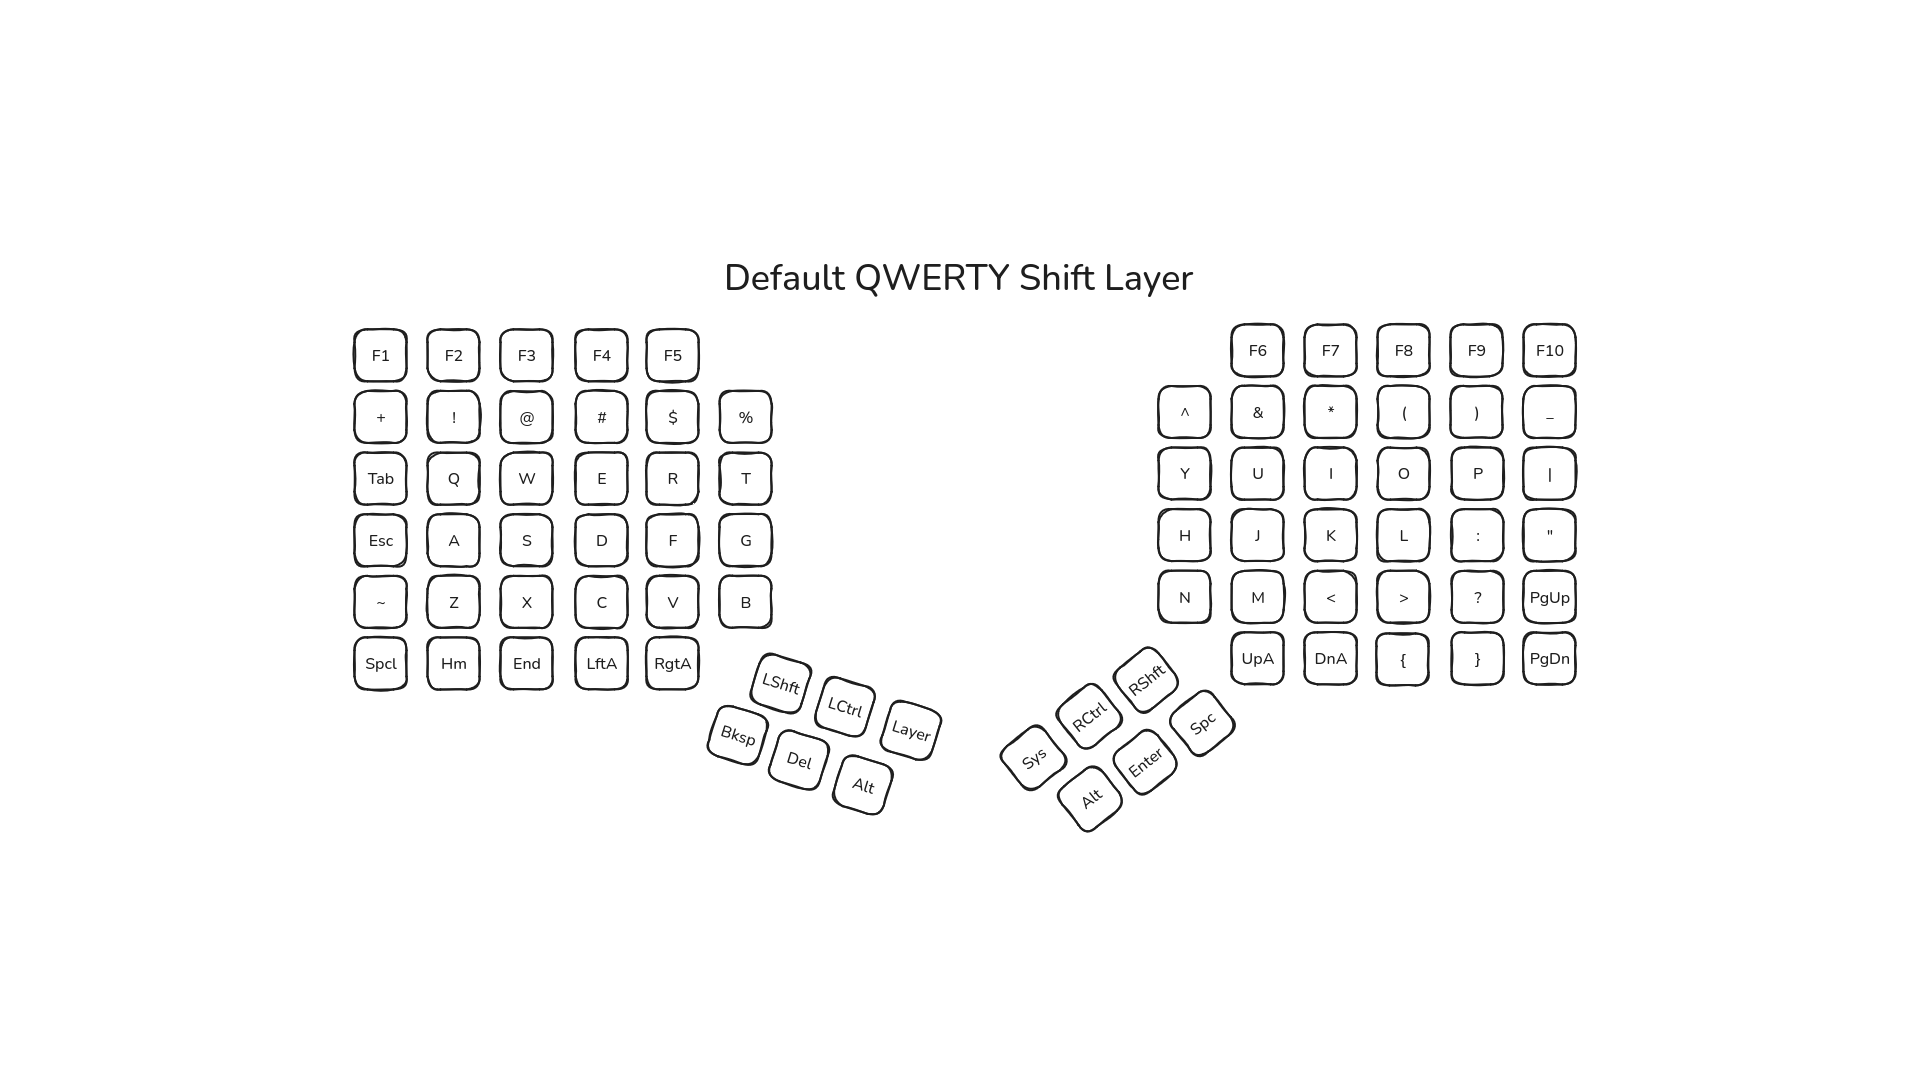 Default QWERTY Shift Layer
F1 F2 F3 F4 F5 F6 F7 F8 F9 F10
+ ! @ # $ % ^ & * ( ) _
Tab Q W E R T Y U I O P |
Esc A S D F G H J K L : "
~ Z X C V B N M < > ? PgUp
Spcl Hm End LftA RgtA UpA DnA { } PgDn
LShft LCtrl Layer Sys RCtrl RShft
Bksp Del Alt Alt Enter Spc